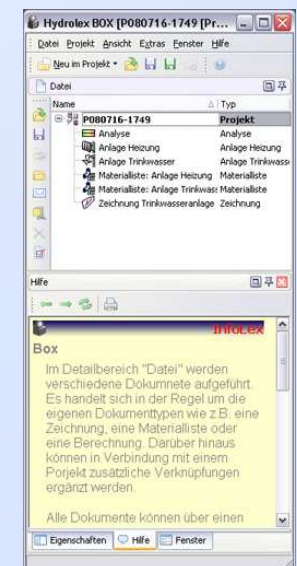 Hydrolex BOX [P080716-1749 [Pr...
Datei Projekt Ansicht Extras Fenster Hilfe
Neu im Projekt
Datei
Name Typ
P080716-1749 Projekt
Analyse Analyse
Anlage Heizung Anlage Heizung
Anlage Trinkwasser Anlage Trinkwasse
Materialliste: Anlage Heizung Materialliste
Materialliste: Anlage Trinkwas: Materialliste
Zeichnung Trinkwasseranlage Zeichnung
Hilfe
InfoLex
Box
Im Detailbereich "Datei" werden
verschiedene Dokumnete aufgeführt.
Es handelt sich in der Regel um die
eigenen Dokumenttypen wie z.B. eine
Zeichnung, eine Materialliste oder
eine Berechnung. Darüber hinaus
können in Verbindung mit einem
Porjekt zusätzliche Verknüpfungen
ergänzt werden.
Alle Dokumente können über einen
Eigenschaften Hilfe Fenster